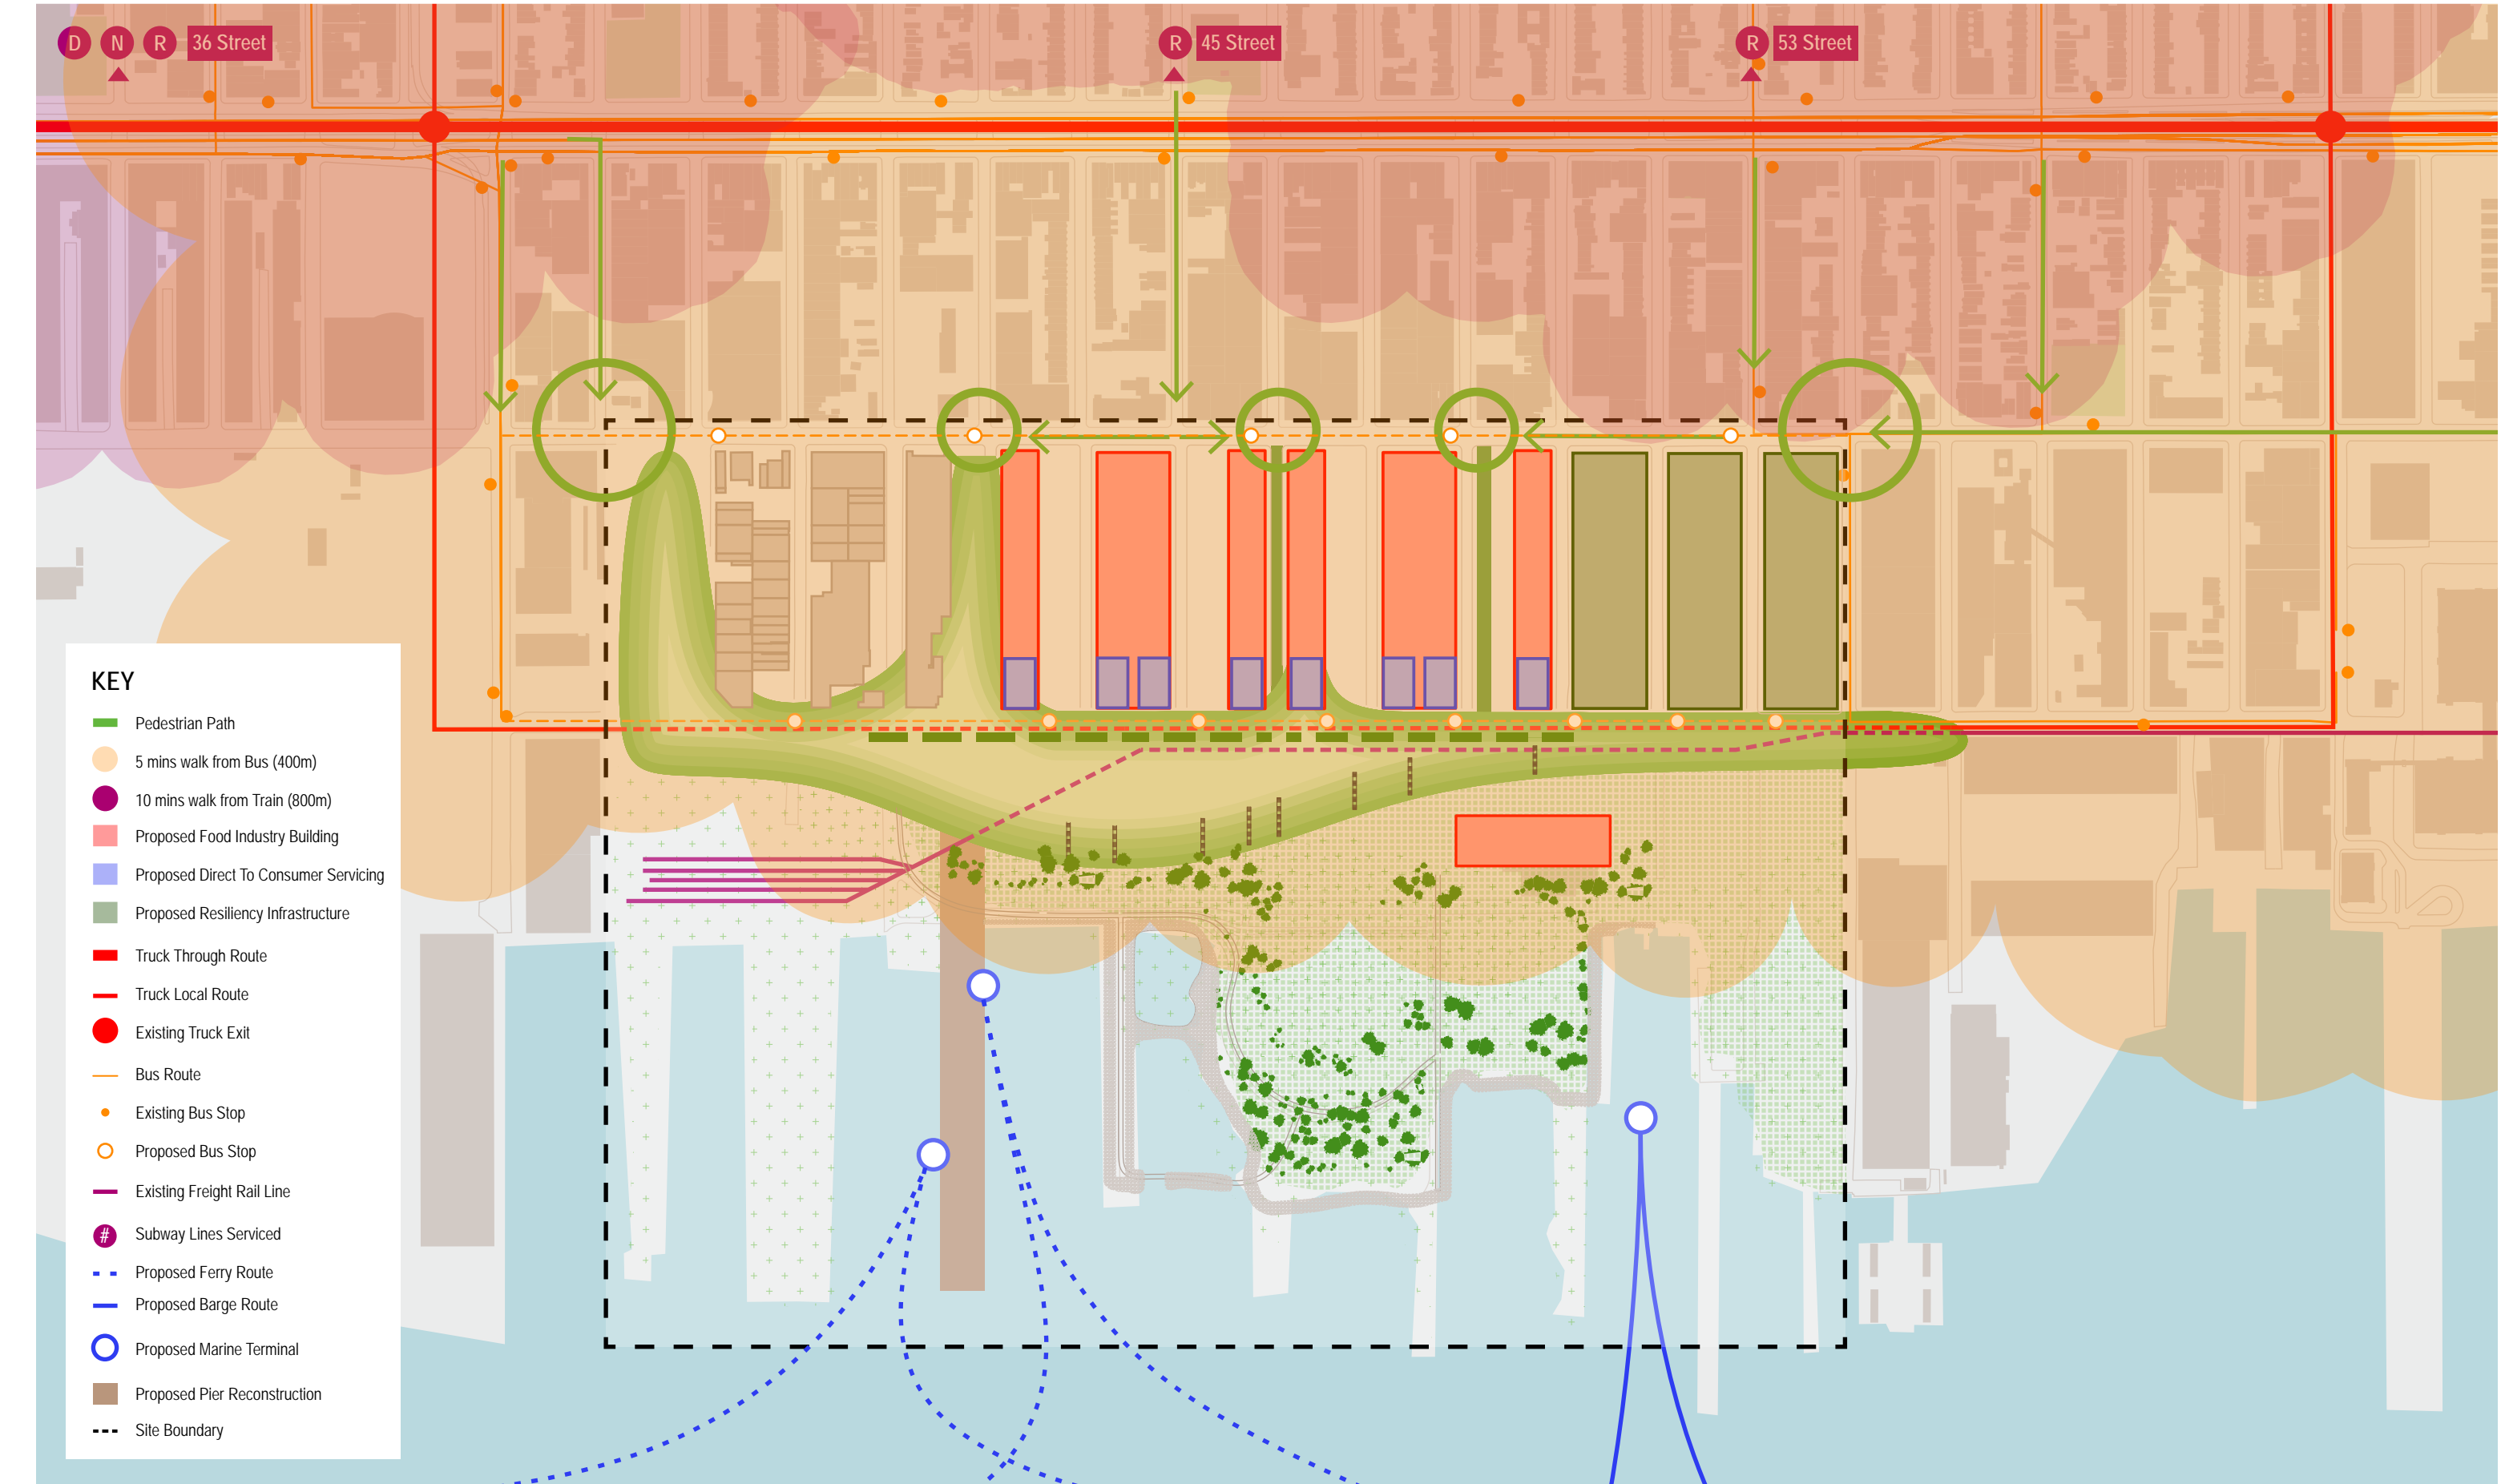 D N R 36 Street
R 45 Street
R 53 Street
KEY
Pedestrian Path
5 mins walk from Bus (400m)
10 mins walk from Train (800m)
Proposed Food Industry Building
Proposed Direct To Consumer Servicing
Proposed Resiliency Infrastructure
Truck Through Route
Truck Local Route
Existing Truck Exit
Bus Route
Existing Bus Stop
Proposed Bus Stop
Existing Freight Rail Line
# Subway Lines Serviced
Proposed Ferry Route
Proposed Barge Route
Proposed Marine Terminal
Proposed Pier Reconstruction
Site Boundary